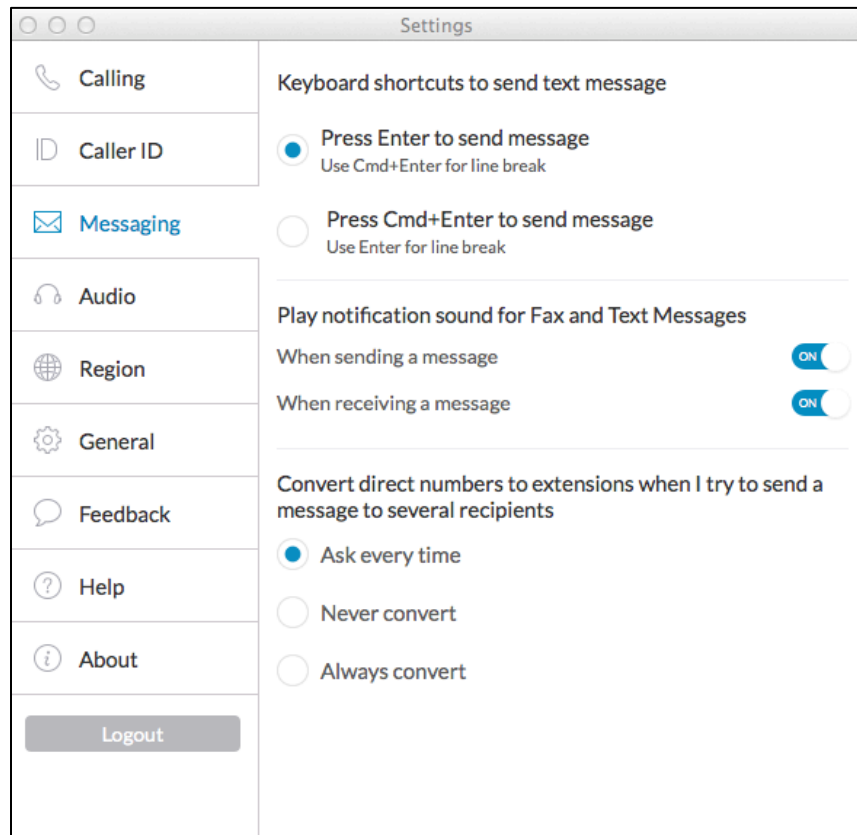 Settings
Calling
Caller ID
Messaging
Audio
Region
General
Feedback
Help
About
Logout
Keyboard shortcuts to send text message
Press Enter to send message
Use Cmd+Enter for line break
Press Cmd+Enter to send message
Use Enter for line break
Play notification sound for Fax and Text Messages
When sending a message ON
When receiving a message ON
Convert direct numbers to extensions when I try to send a
message to several recipients
Ask every time
Never convert
Always convert